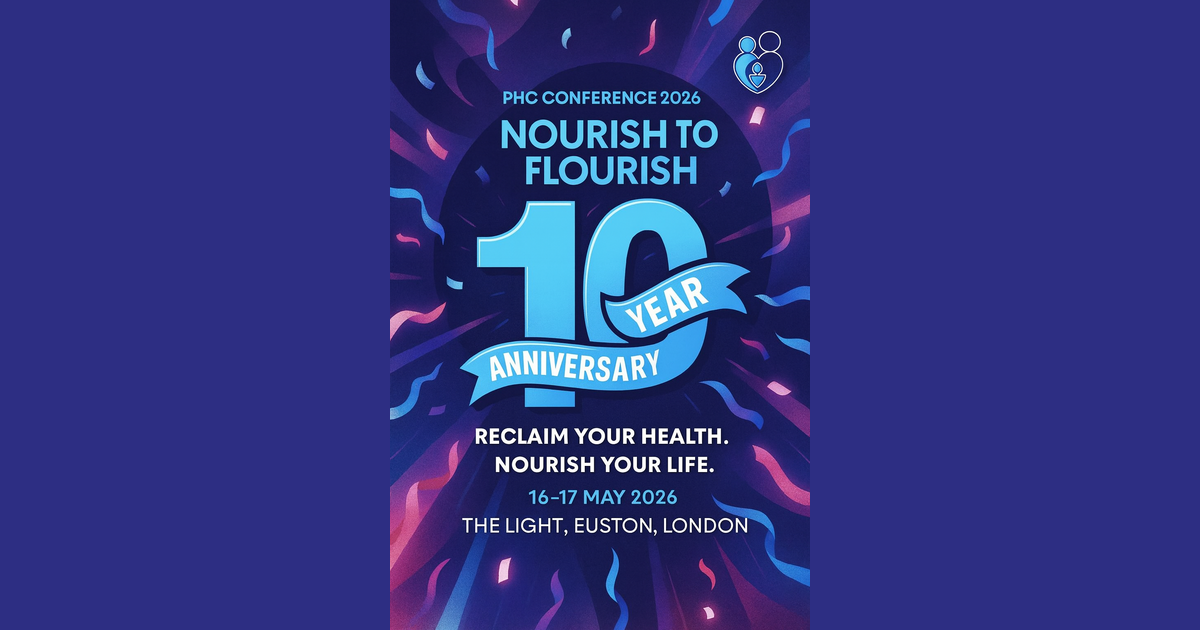 PHC CONFERENCE 2026
NOURISH TO
FLOURISH
10
YEAR
ANNIVERSARY
RECLAIM YOUR HEALTH.
NOURISH YOUR LIFE.
16–17 MAY 2026
THE LIGHT, EUSTON, LONDON